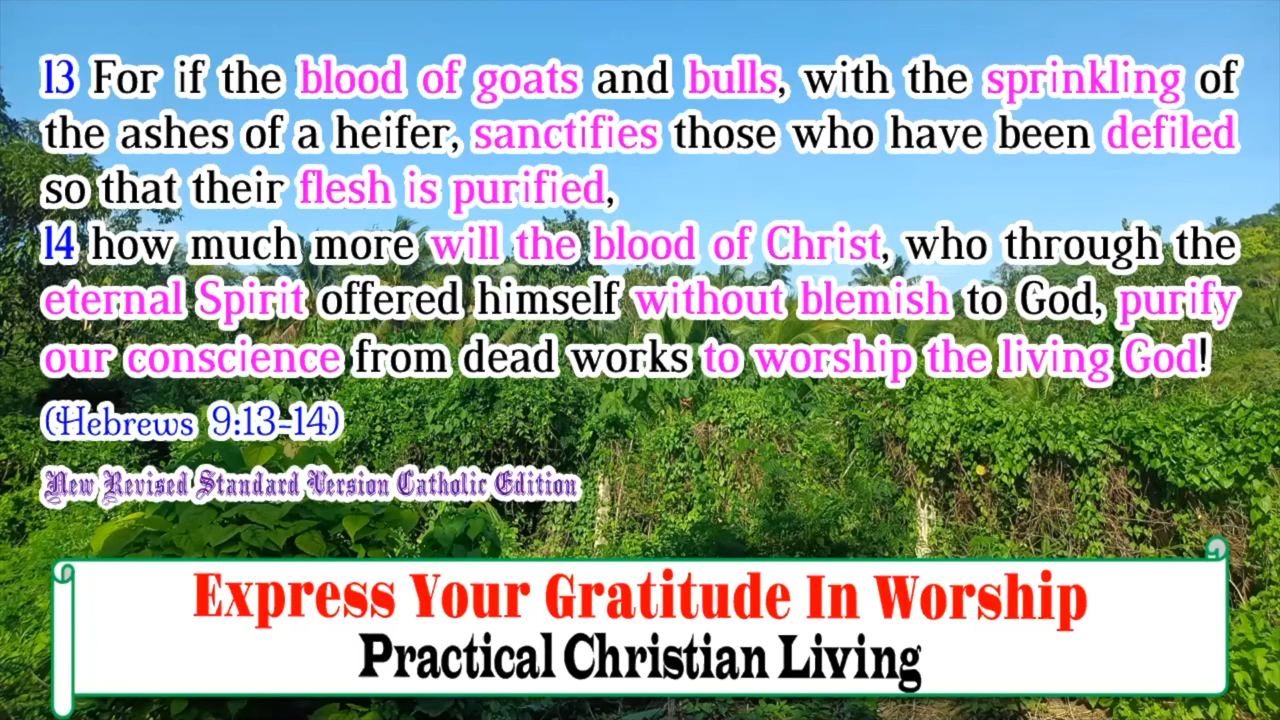 13 For if the blood of goats and bulls, with the sprinkling of
the ashes of a heifer, sanctifies those who have been defiled
so that their flesh is purified,
14 how much more will the blood of Christ, who through the
eternal Spirit offered himself without blemish to God, purify
our conscience from dead works to worship the living God!
(Hebrews 9:13-14)
New Revised Standard Version Catholic Edition
Express Your Gratitude In Worship
Practical Christian Living